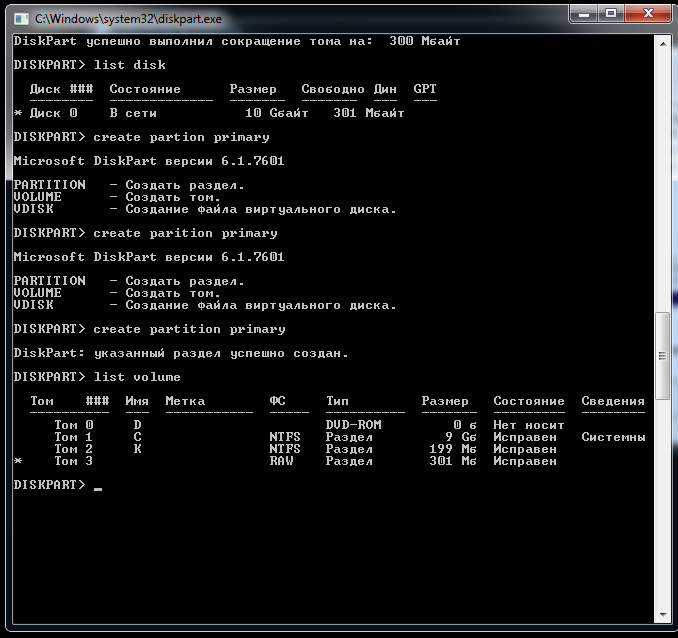 C:\Windows\system32\diskpart.exe
DiskPart успешно выполнил сокращение тома на:  300 Мбайт
DISKPART> list disk
Диск ###  Состояние      Размер   Свободно Дин  GPT
--------  -------------  -------  -------  ---  ---
* Диск 0    В сети           10 Gбайт   301 Mбайт
DISKPART> create partion primary
Microsoft DiskPart версии 6.1.7601
PARTITION   - Создать раздел.
VOLUME      - Создать том.
VDISK       - Создание файла виртуального диска.
DISKPART> create parition primary
Microsoft DiskPart версии 6.1.7601
PARTITION   - Создать раздел.
VOLUME      - Создать том.
VDISK       - Создание файла виртуального диска.
DISKPART> create partition primary
DiskPart: указанный раздел успешно создан.
DISKPART> list volume
Том    ###  Имя  Метка        ФС     Тип         Размер   Состояние  Сведения
----------  ---  -----------  -----  ----------  -------  ---------  --------
Том 0     D                       DVD-ROM         0 б  Нет носит
Том 1     C                NTFS   Раздел          9 Gб  Исправен   Системны
Том 2     K                NTFS   Раздел        199 Mб  Исправен
* Том 3                      RAW    Раздел        301 Mб  Исправен
DISKPART> _